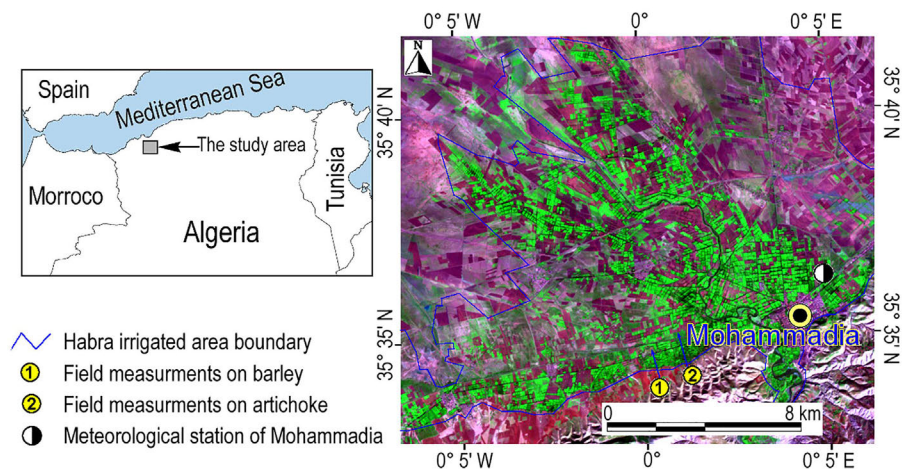 0° 5' W
0°
0° 5' E
Spain
Mediterranean Sea
The study area
Morroco
Algeria
Tunisia
Habra irrigated area boundary
1 Field measurments on barley
2 Field measurments on artichoke
Meteorological station of Mohammadia
N
35° 40' N
35° 40' N
35° 35' N
35° 35' N
Mohammadia
1
2
0 8 km
0° 5' W
0°
0° 5' E